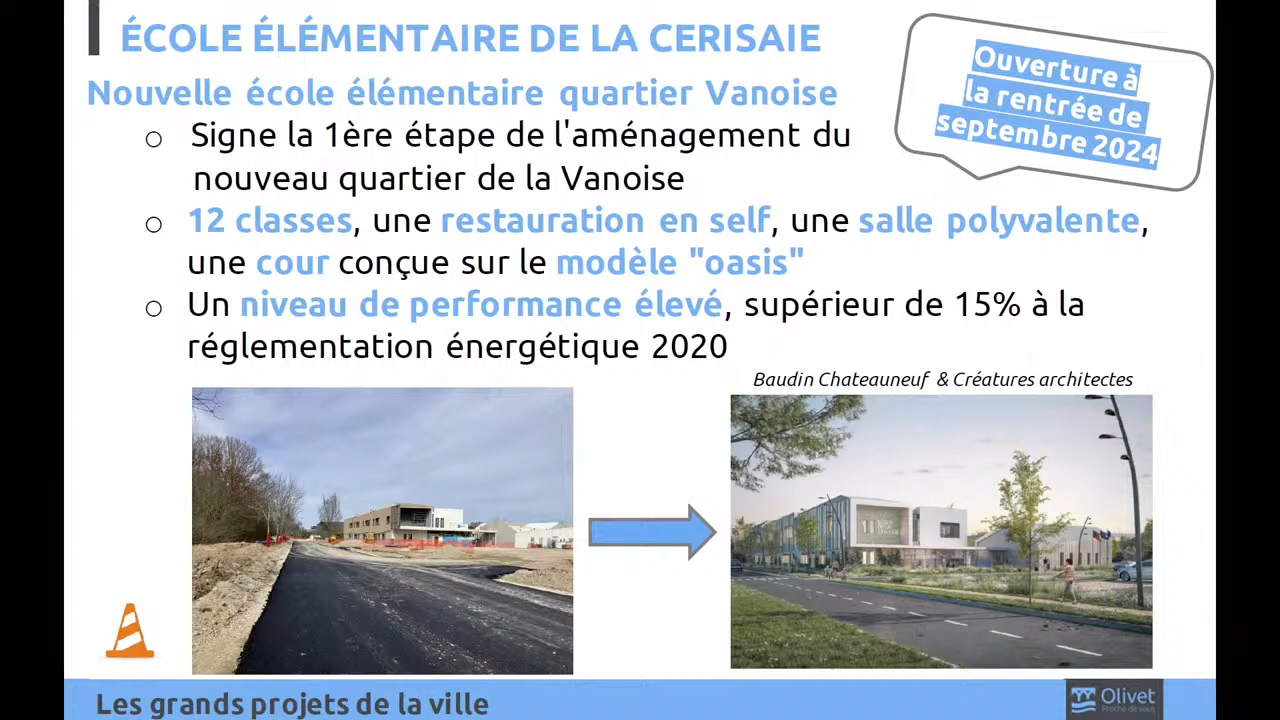 ÉCOLE ÉLÉMENTAIRE DE LA CERISAIE
Ouverture à
la rentrée de
septembre 2024
Nouvelle école élémentaire quartier Vanoise
o Signe la 1ère étape de l'aménagement du
nouveau quartier de la Vanoise
o 12 classes, une restauration en self, une salle polyvalente,
une cour conçue sur le modèle "oasis"
o Un niveau de performance élevé, supérieur de 15% à la
réglementation énergétique 2020
Baudin Chateauneuf & Créatures architectes
Les grands projets de la ville
Olivet
Proche de vous